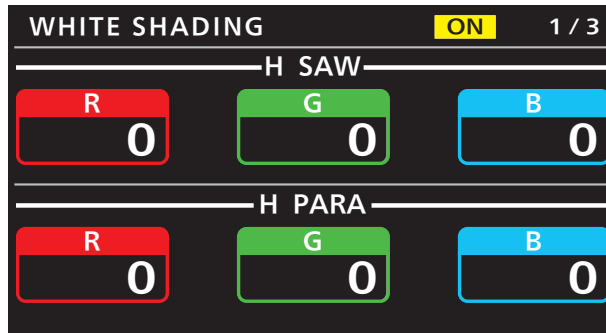 WHITE SHADING ON 1 / 3
H SAW
R G B
0 0 0
H PARA
R G B
0 0 0